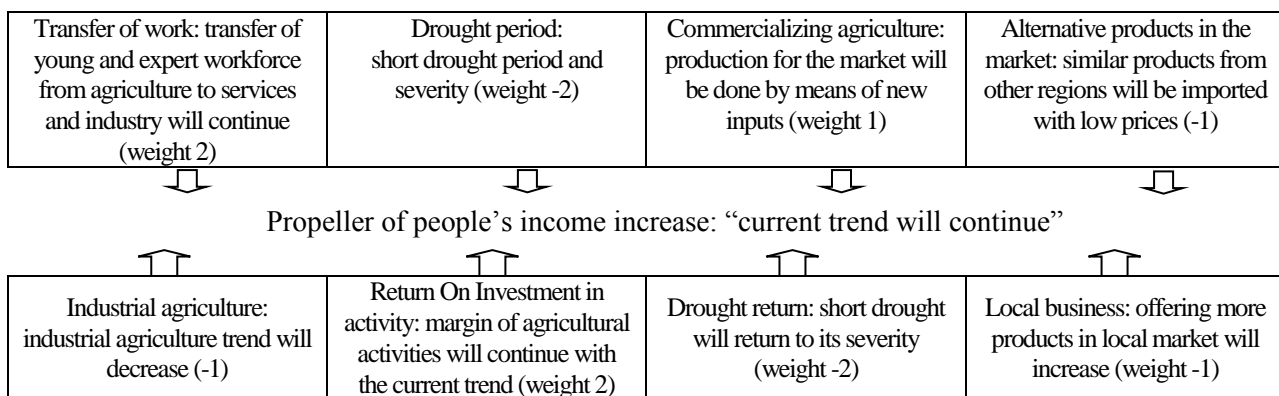 Transfer of work: transfer of
young and expert workforce
from agriculture to services
and industry will continue
(weight 2)
Drought period:
short drought period and
severity (weight -2)
Commercializing agriculture:
production for the market will
be done by means of new
inputs (weight 1)
Alternative products in the
market: similar products from
other regions will be imported
with low prices (-1)
Propeller of people’s income increase: “current trend will continue”
Industrial agriculture:
industrial agriculture trend will
decrease (-1)
Return On Investment in
activity: margin of agricultural
activities will continue with
the current trend (weight 2)
Drought return: short drought
will return to its severity
(weight -2)
Local business: offering more
products in local market will
increase (weight -1)